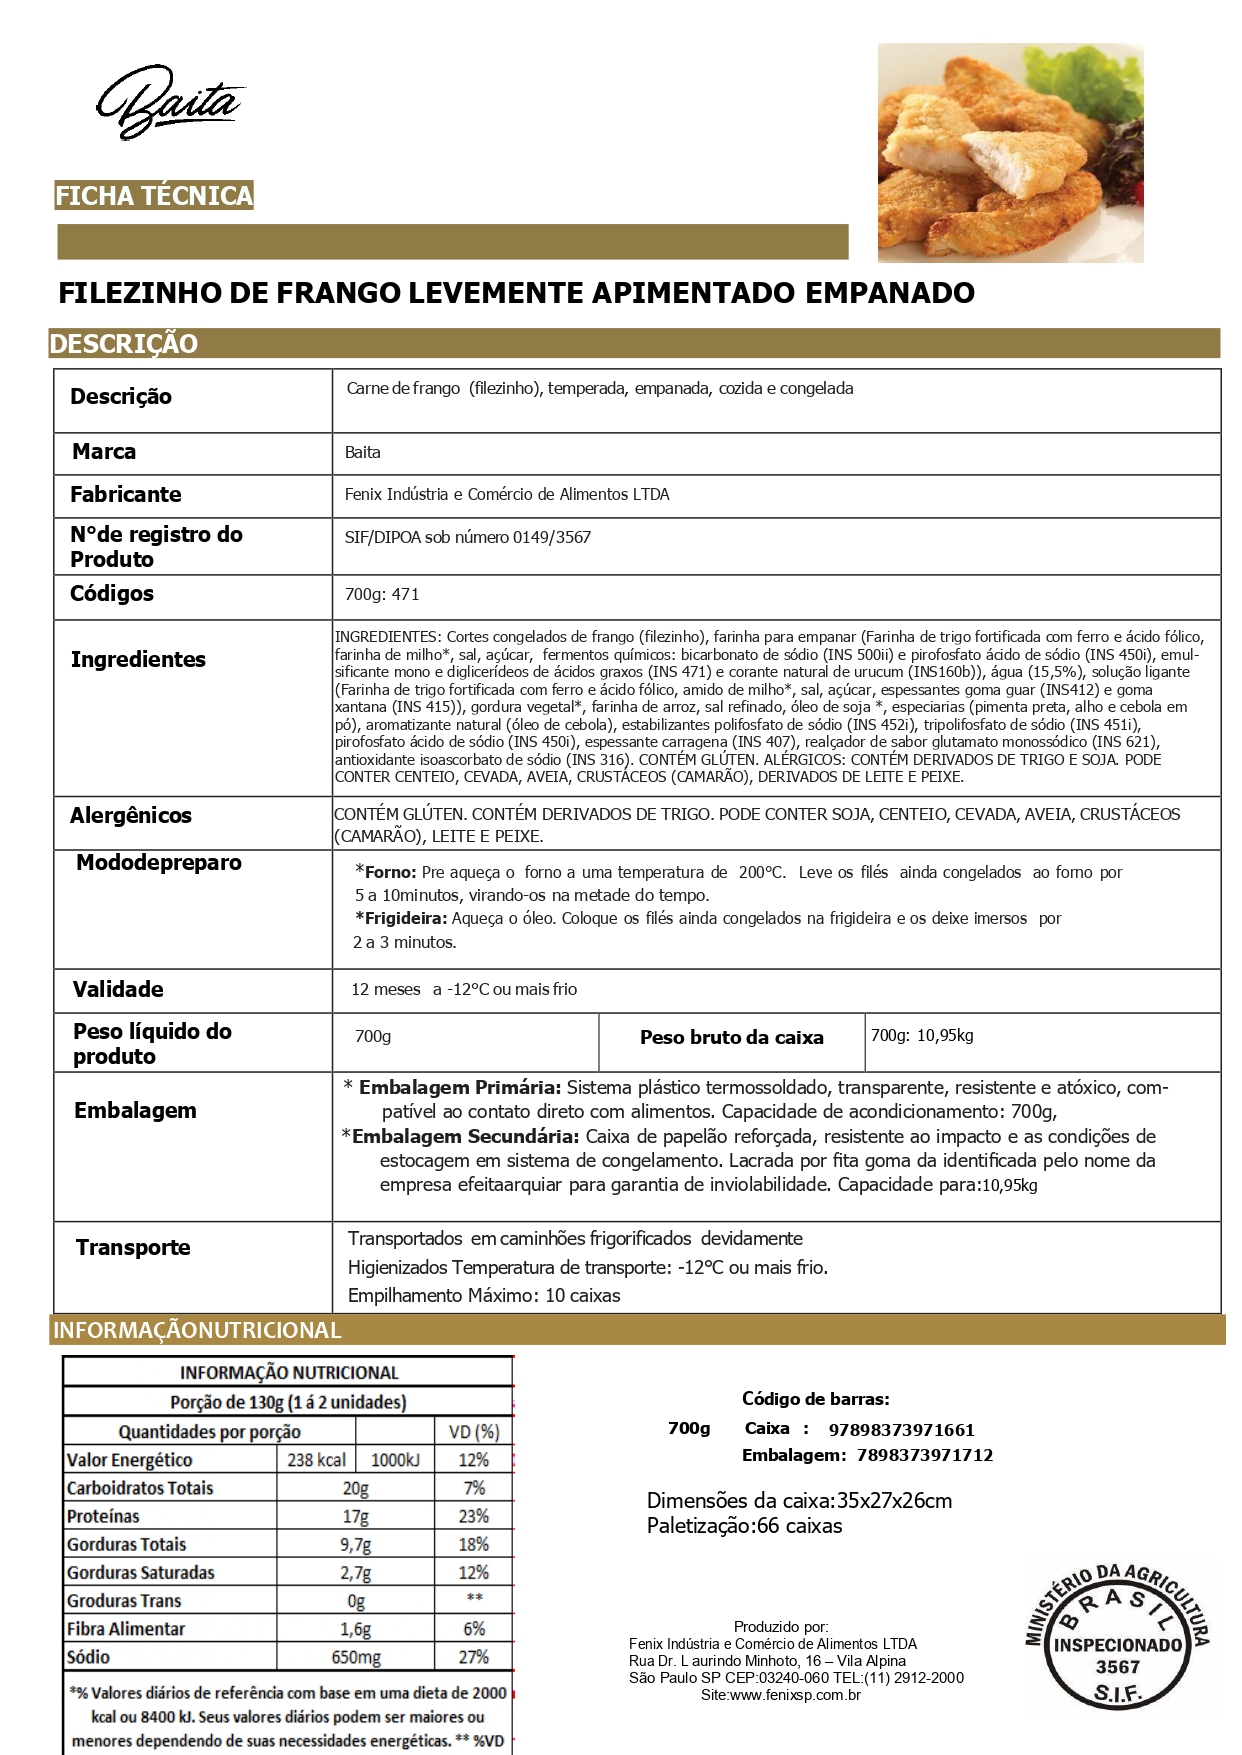 Baita
FICHA TÉCNICA
FILEZINHO DE FRANGO LEVEMENTE APIMENTADO EMPANADO
DESCRIÇÃO
Descrição
Carne de frango (filezinho), temperada, empanada, cozida e congelada
Marca
Baita
Fabricante
Fenix Indústria e Comércio de Alimentos LTDA
N°de registro do
Produto
SIF/DIPOA sob número 0149/3567
Códigos
700g: 471
Ingredientes
INGREDIENTES: Cortes congelados de frango (filezinho), farinha para empanar (Farinha de trigo fortificada com ferro e ácido fólico,
farinha de milho*, sal, açúcar, fermentos químicos: bicarbonato de sódio (INS 500ii) e pirofosfato ácido de sódio (INS 450i), emul-
sificante mono e diglicerídeos de ácidos graxos (INS 471) e corante natural de urucum (INS160b)), água (15,5%), solução ligante
(Farinha de trigo fortificada com ferro e ácido fólico, amido de milho*, sal, açúcar, espessantes goma guar (INS412) e goma
xantana (INS 415)), gordura vegetal*, farinha de arroz, sal refinado, óleo de soja *, especiarias (pimenta preta, alho e cebola em
pó), aromatizante natural (óleo de cebola), estabilizantes polifosfato de sódio (INS 452i), tripolifosfato de sódio (INS 451i),
pirofosfato ácido de sódio (INS 450i), espessante carragena (INS 407), realçador de sabor glutamato monossódico (INS 621),
antioxidante isoascorbato de sódio (INS 316). CONTÉM GLÚTEN. ALÉRGICOS: CONTÉM DERIVADOS DE TRIGO E SOJA. PODE
CONTER CENTEIO, CEVADA, AVEIA, CRUSTÁCEOS (CAMARÃO), DERIVADOS DE LEITE E PEIXE.
Alergênicos
CONTÉM GLÚTEN. CONTÉM DERIVADOS DE TRIGO. PODE CONTER SOJA, CENTEIO, CEVADA, AVEIA, CRUSTÁCEOS
(CAMARÃO), LEITE E PEIXE.
Mododepreparo
*Forno: Pre aqueça o forno a uma temperatura de 200°C. Leve os filés ainda congelados ao forno por
5 a 10minutos, virando-os na metade do tempo.
*Frigideira: Aqueça o óleo. Coloque os filés ainda congelados na frigideira e os deixe imersos por
2 a 3 minutos.
Validade
12 meses a -12°C ou mais frio
Peso líquido do
produto
700g
Peso bruto da caixa
700g: 10,95kg
Embalagem
* Embalagem Primária: Sistema plástico termossoldado, transparente, resistente e atóxico, com-
patível ao contato direto com alimentos. Capacidade de acondicionamento: 700g,
*Embalagem Secundária: Caixa de papelão reforçada, resistente ao impacto e as condições de
estocagem em sistema de congelamento. Lacrada por fita goma da identificada pelo nome da
empresa efeitaarquiar para garantia de inviolabilidade. Capacidade para:10,95kg
Transporte
Transportados em caminhões frigorificados devidamente
Higienizados Temperatura de transporte: -12°C ou mais frio.
Empilhamento Máximo: 10 caixas
INFORMAÇÃONUTRICIONAL
INFORMAÇÃO NUTRICIONAL
Porção de 130g (1 á 2 unidades)
Quantidades por porção VD (%)
Valor Energético 238 kcal 1000kJ 12%
Carboidratos Totais 20g 7%
Proteínas 17g 23%
Gorduras Totais 9,7g 18%
Gorduras Saturadas 2,7g 12%
Groduras Trans 0g **
Fibra Alimentar 1,6g 6%
Sódio 650mg 27%
*% Valores diários de referência com base em uma dieta de 2000
kcal ou 8400 kJ. Seus valores diários podem ser maiores ou
menores dependendo de suas necessidades energéticas. ** %VD
Código de barras:
700g Caixa : 97898373971661
Embalagem: 7898373971712
Dimensões da caixa:35x27x26cm
Paletização:66 caixas
Produzido por:
Fenix Indústria e Comércio de Alimentos LTDA
Rua Dr. L aurindo Minhoto, 16 – Vila Alpina
São Paulo SP CEP:03240-060 TEL:(11) 2912-2000
Site:www.fenixsp.com.br
MINISTÉRIO DA AGRICULTURA
BRASIL
INSPECIONADO
3567
S.I.F.